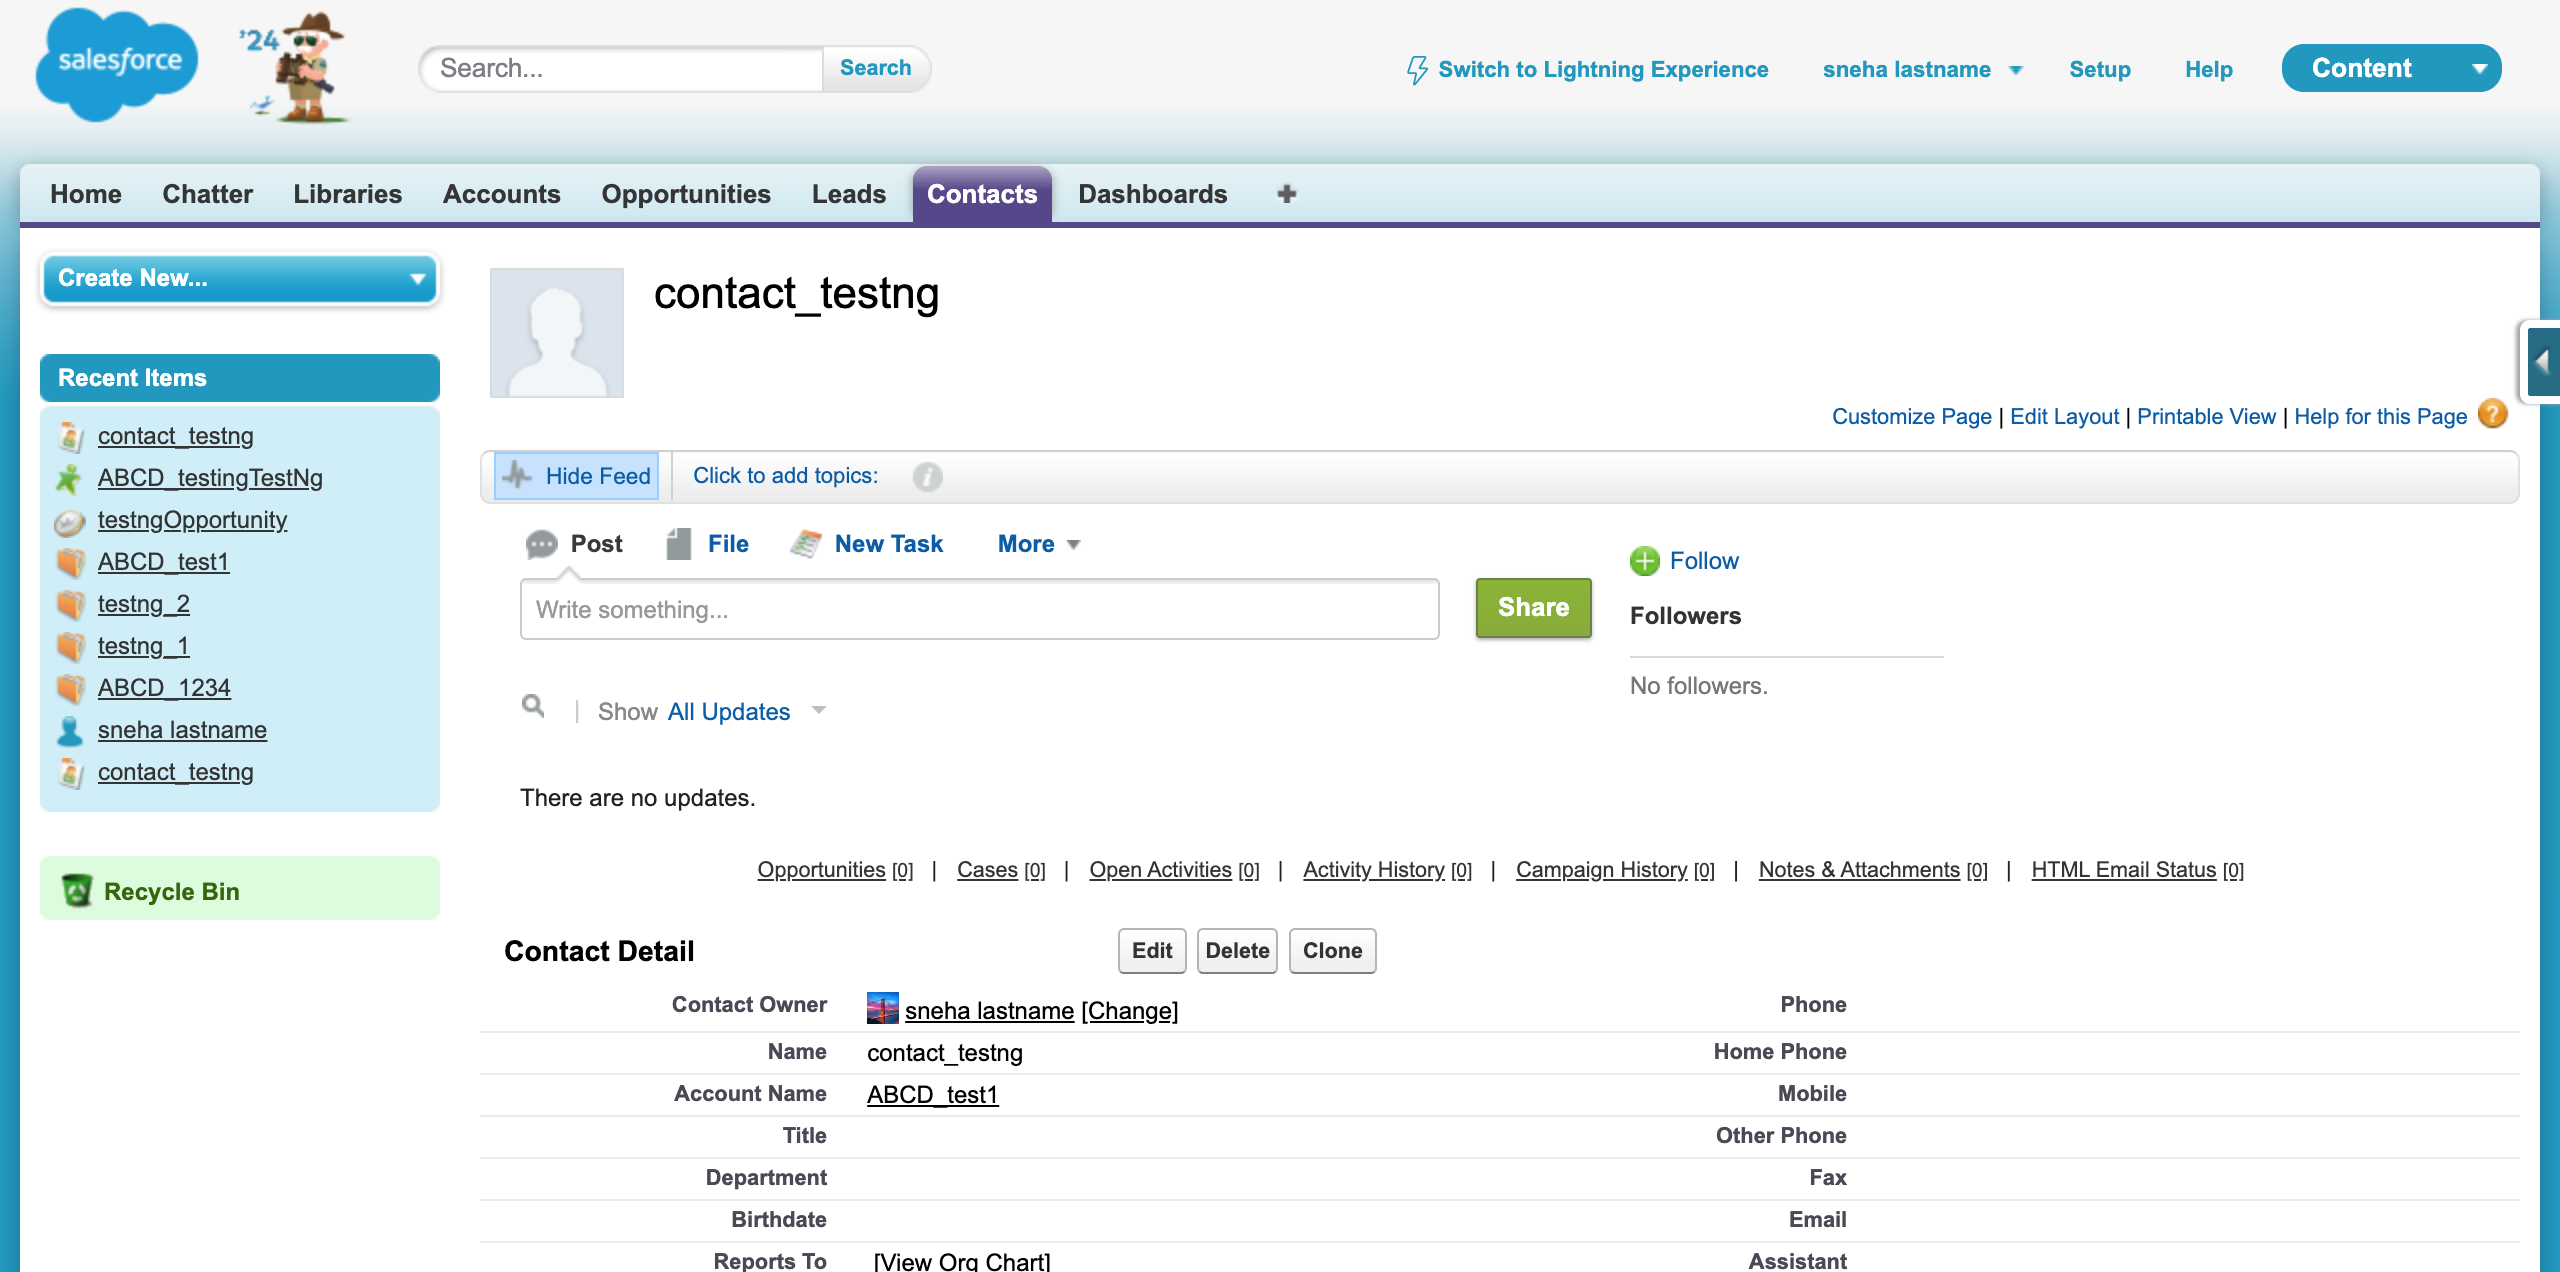 salesforce
'24
Search...
Search
Switch to Lightning Experience
sneha lastname
Setup
Help
Content
Home
Chatter
Libraries
Accounts
Opportunities
Leads
Contacts
Dashboards
+
Create New...
Recent Items
contact_testng
ABCD_testingTestNg
testngOpportunity
ABCD_test1
testng_2
testng_1
ABCD_1234
sneha lastname
contact_testng
Recycle Bin
contact_testng
Customize Page | Edit Layout | Printable View | Help for this Page ?
Hide Feed
Click to add topics:
i
Post
File
New Task
More
Write something...
Share
Follow
Followers
No followers.
Show All Updates
There are no updates.
Opportunities [0] | Cases [0] | Open Activities [0] | Activity History [0] | Campaign History [0] | Notes & Attachments [0] | HTML Email Status [0]
Contact Detail
Edit
Delete
Clone
Contact Owner sneha lastname [Change] Phone
Name contact_testng Home Phone
Account Name ABCD_test1 Mobile
Title Other Phone
Department Fax
Birthdate Email
Reports To [View Org Chart] Assistant